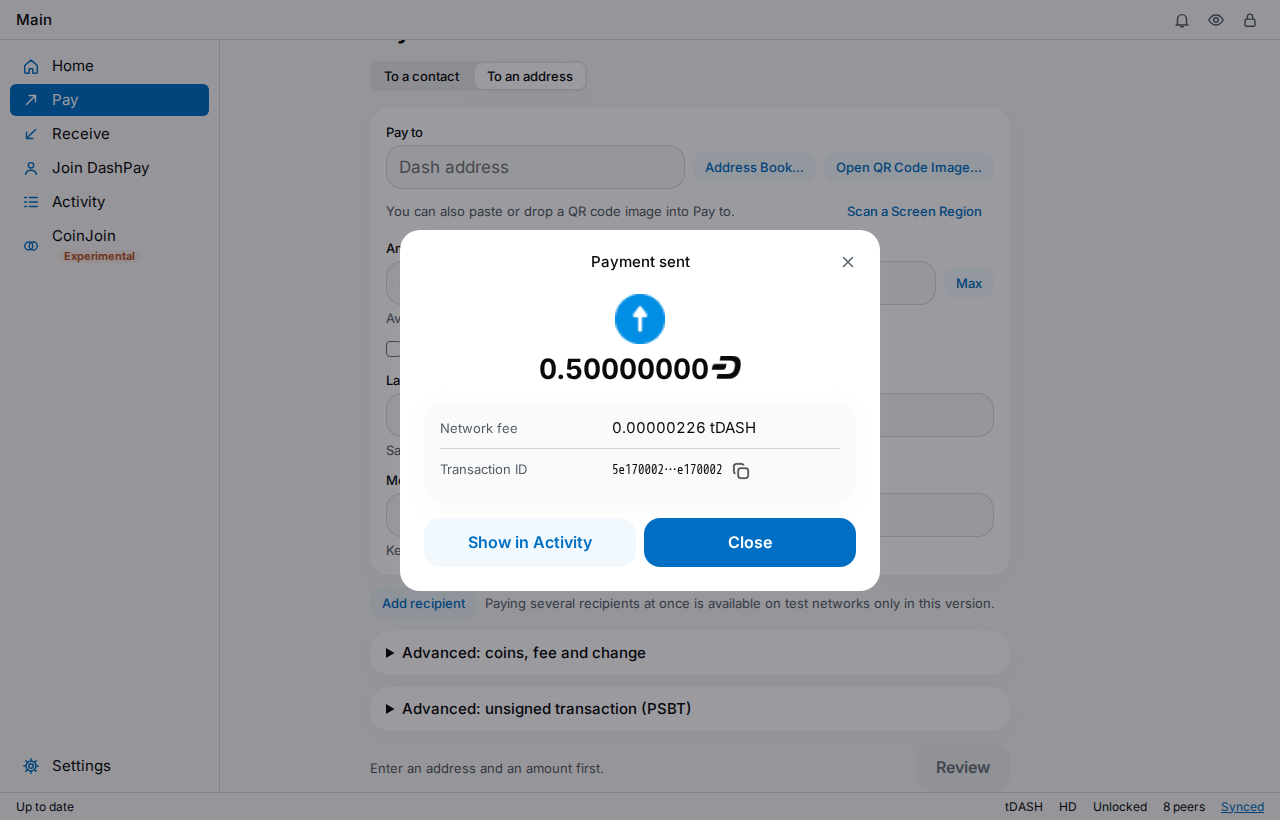 Main
Home
Pay
Receive
Join DashPay
Activity
CoinJoin
Experimental
Settings
To a contact
To an address
Pay to
Dash address
Address Book...
Open QR Code Image...
You can also paste or drop a QR code image into Pay to.
Scan a Screen Region
Max
Payment sent
0.50000000
Network fee
0.00000226 tDASH
Transaction ID
5e170002…e170002
Show in Activity
Close
Add recipient
Paying several recipients at once is available on test networks only in this version.
Advanced: coins, fee and change
Advanced: unsigned transaction (PSBT)
Enter an address and an amount first.
Review
Up to date
tDASH
HD
Unlocked
8 peers
Synced